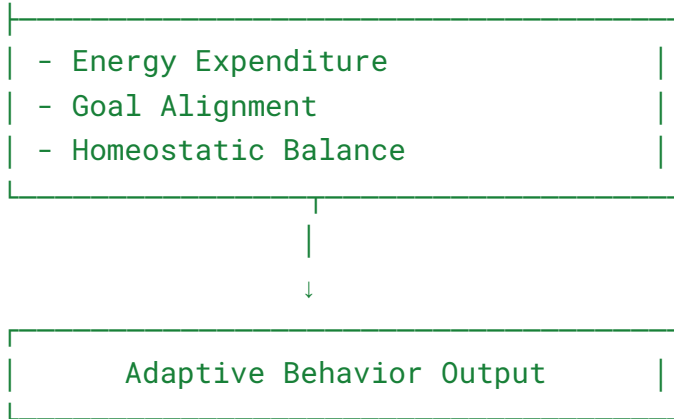 - Energy Expenditure
- Goal Alignment
- Homeostatic Balance
↓
Adaptive Behavior Output